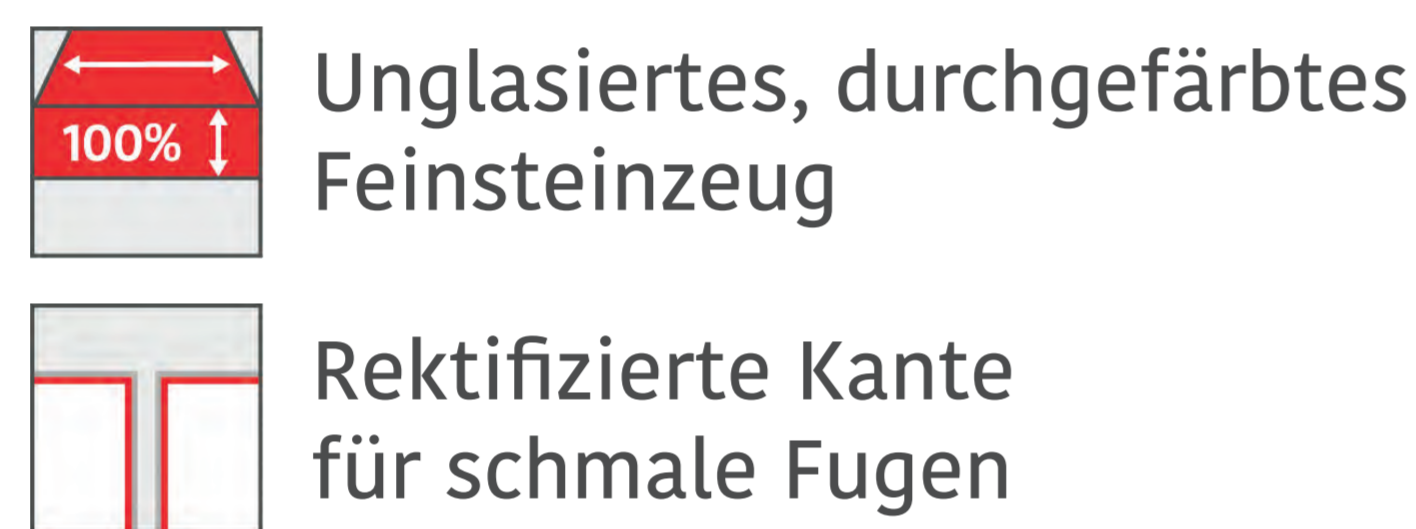 100%
Unglasiertes, durchgefärbtes
Feinsteinzeug
Rektifizierte Kante
für schmale Fugen